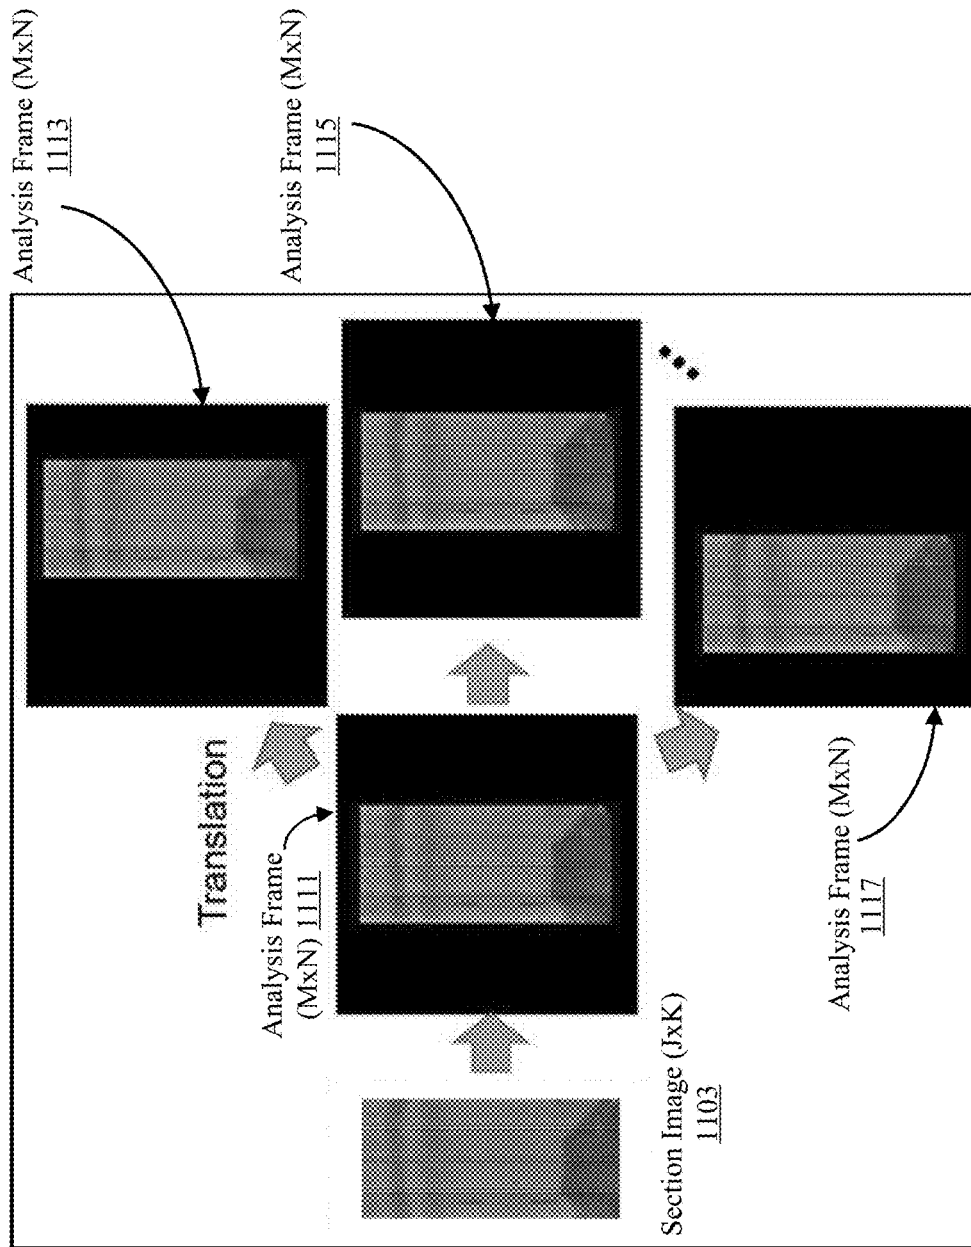 Analysis Frame (MxN)
1113
Analysis Frame (MxN)
1115
Translation
Analysis Frame
(MxN) 1111
Analysis Frame (MxN)
1117
Section Image (JxK)
1103